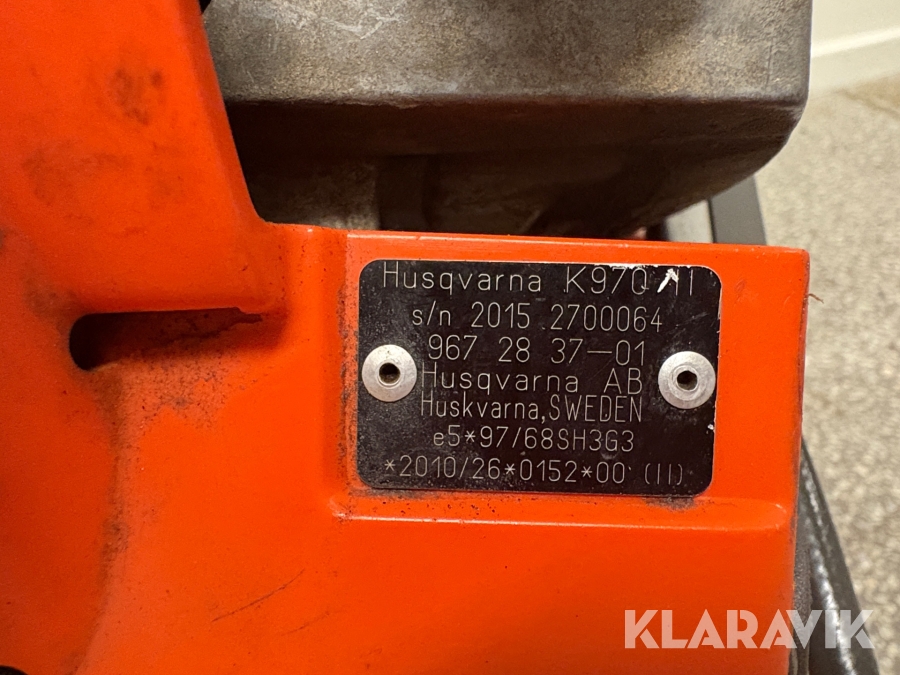 Husqvarna K970
s/n 2015 2700064
967 28 37-01
Husqvarna AB
Huskvarna, SWEDEN
e5*97/68SH3G3
*2010/26*0152*00 (II)
KLARAVIK